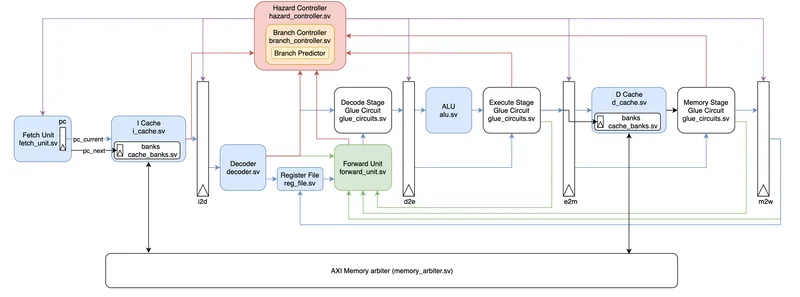 Hazard Controller
hazard_controller.sv
Branch Controller
branch_controller.sv
Branch Predictor
pc
Fetch Unit
fetch_unit.sv
pc_current
pc_next
I Cache
i_cache.sv
banks
cache_banks.sv
i2d
Decoder
decoder.sv
Register File
reg_file.sv
Decode Stage
Glue Circuit
glue_circuits.sv
Forward Unit
forward_unit.sv
d2e
ALU
alu.sv
Execute Stage
Glue Circuit
glue_circuits.sv
e2m
D Cache
d_cache.sv
banks
cache_banks.sv
Memory Stage
Glue Circuit
glue_circuits.sv
m2w
AXI Memory arbiter (memory_arbiter.sv)